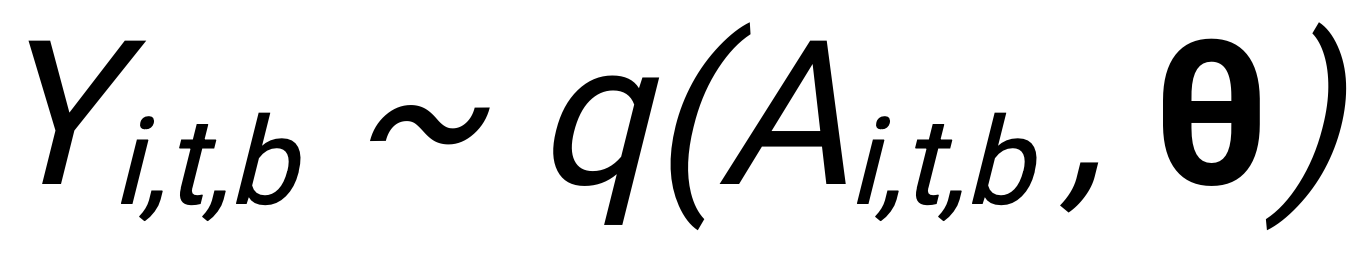 Y_{i,t,b} ~ q(A_{i,t,b}, θ)